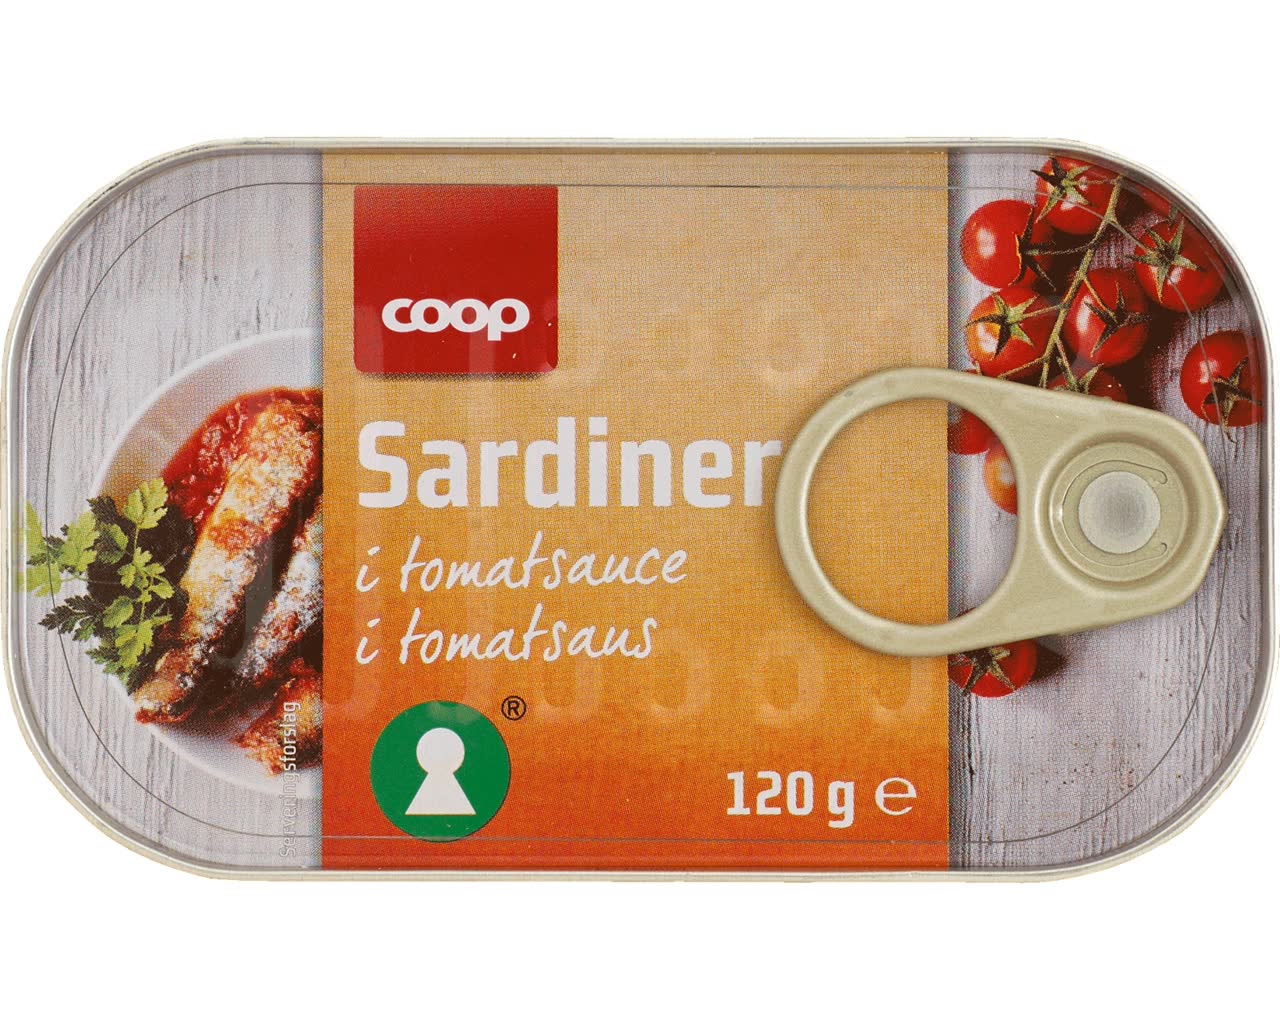 coop
Sardiner
i tomatsauce
i tomatsaus
®
120 g ℮
Serveringsforslag